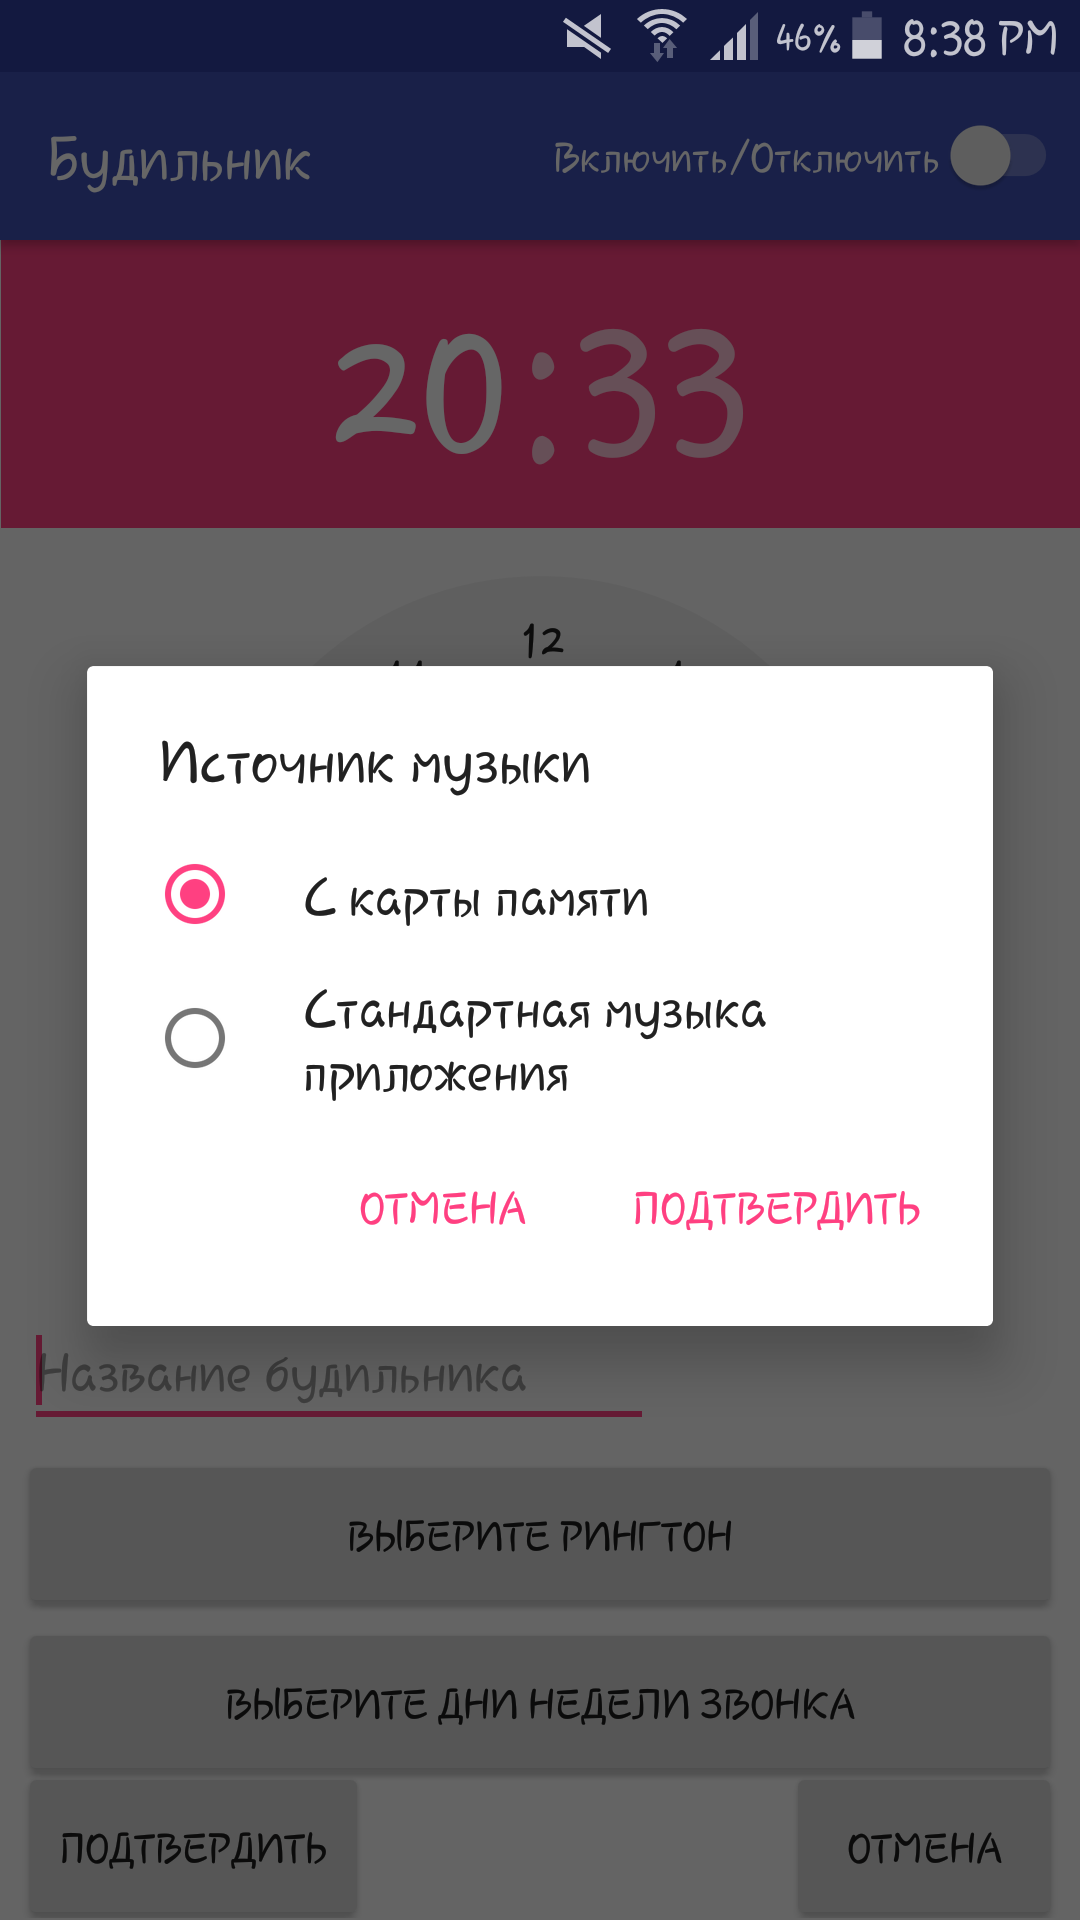 46% 8:38 PM
Будильник Включить/Отключить
20:33
12
Источник музыки
С карты памяти
Стандартная музыка
приложения
ОТМЕНА ПОДТВЕРДИТЬ
Название будильника
ВЫБЕРИТЕ РИНГТОН
ВЫБЕРИТЕ ДНИ НЕДЕЛИ ЗВОНКА
ПОДТВЕРДИТЬ ОТМЕНА